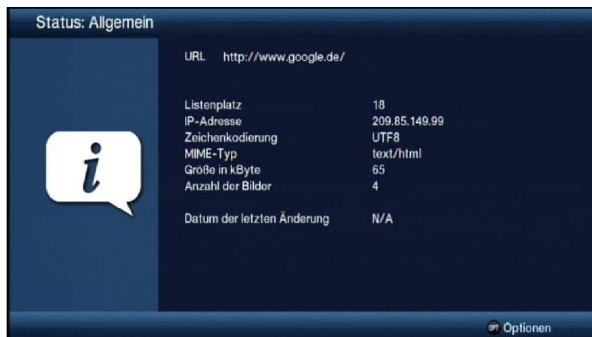 Status: Allgemein
URL http://www.google.de/
Listenplatz 18
IP-Adresse 209.85.149.99
Zeichenkodierung UTF8
MIME-Typ text/html
Größe in kByte 65
Anzahl der Bilder 4
Datum der letzten Änderung N/A
OPT Optionen